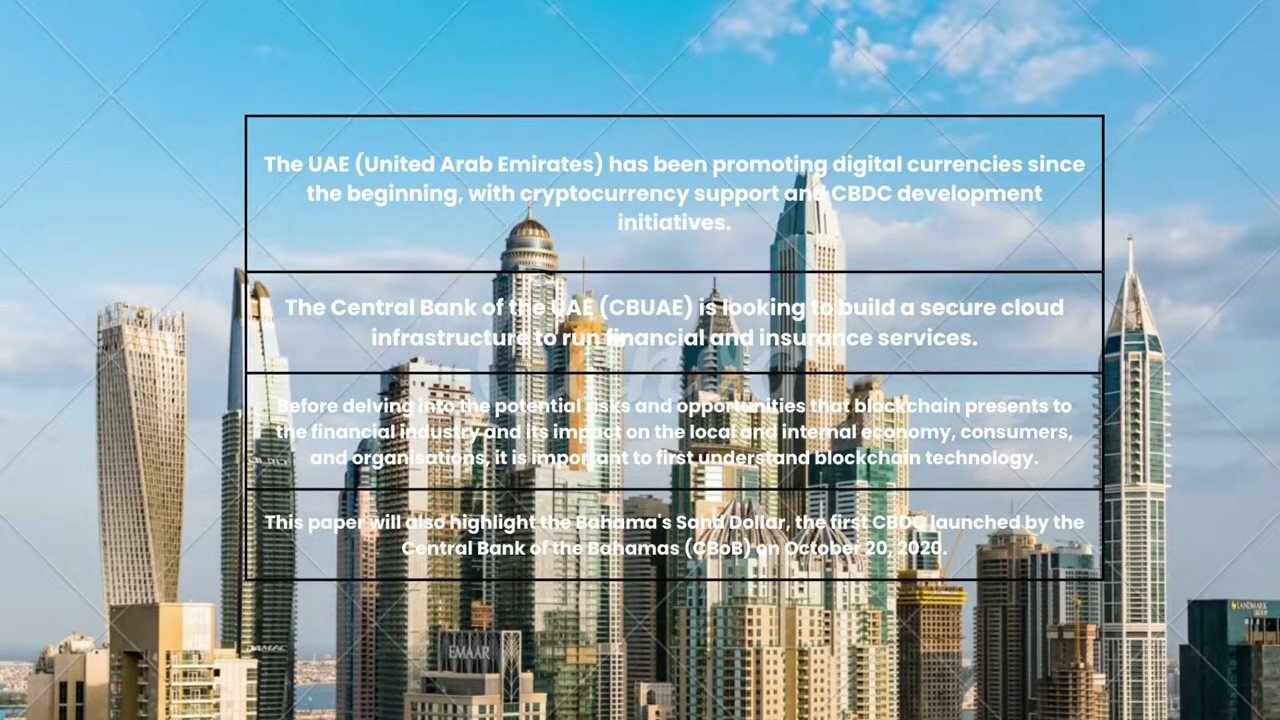 The UAE (United Arab Emirates) has been promoting digital currencies since
the beginning, with cryptocurrency support and CBDC development
initiatives.
The Central Bank of the UAE (CBUAE) is looking to build a secure cloud
infrastructure to run financial and insurance services.
Before delving into the potential risks and opportunities that blockchain presents to
the financial industry and its impact on the local and internal economy, consumers,
and organisations, it is important to first understand blockchain technology.
This paper will also highlight the Bahama's Sand Dollar, the first CBDC launched by the
Central Bank of the Bahamas (CBoB) on October 20, 2020.
EMAAR
DAMAC
LANDMARK
GROUP